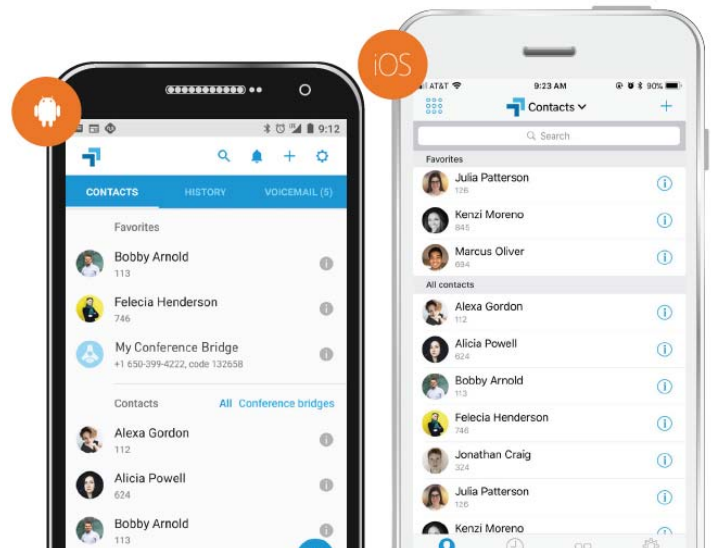 9:12
CONTACTS HISTORY VOICEMAIL (5)
Favorites
Bobby Arnold
113
Felecia Henderson
746
My Conference Bridge
+1 650-399-4222, code 132658
Contacts All Conference bridges
Alexa Gordon
112
Alicia Powell
624
Bobby Arnold
113
iOS
AT&T 9:23 AM 90%
Contacts
Search
Favorites
Julia Patterson
126
Kenzi Moreno
845
Marcus Oliver
694
All contacts
Alexa Gordon
112
Alicia Powell
624
Bobby Arnold
113
Felecia Henderson
746
Jonathan Craig
324
Julia Patterson
126
Kenzi Moreno